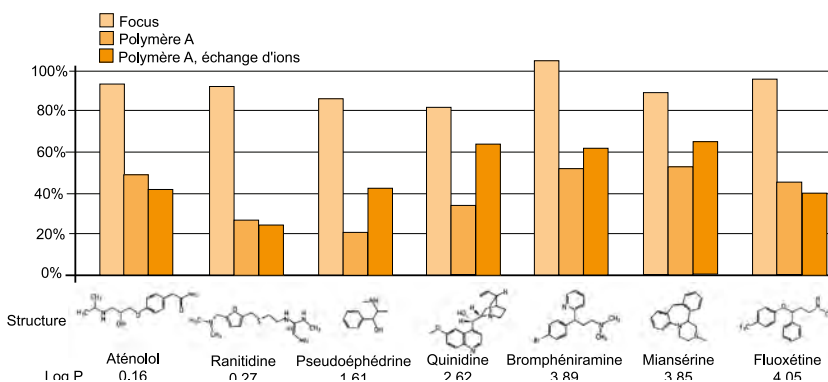 Focus
Polymère A
Polymère A, échange d'ions
100%
80%
60%
40%
20%
0%
Structure
Aténolol Ranitidine Pseudoéphédrine Quinidine Bromphéniramine Miansérine Fluoxétine
Log P 0.16 0.27 1.61 2.62 3.89 3.85 4.05